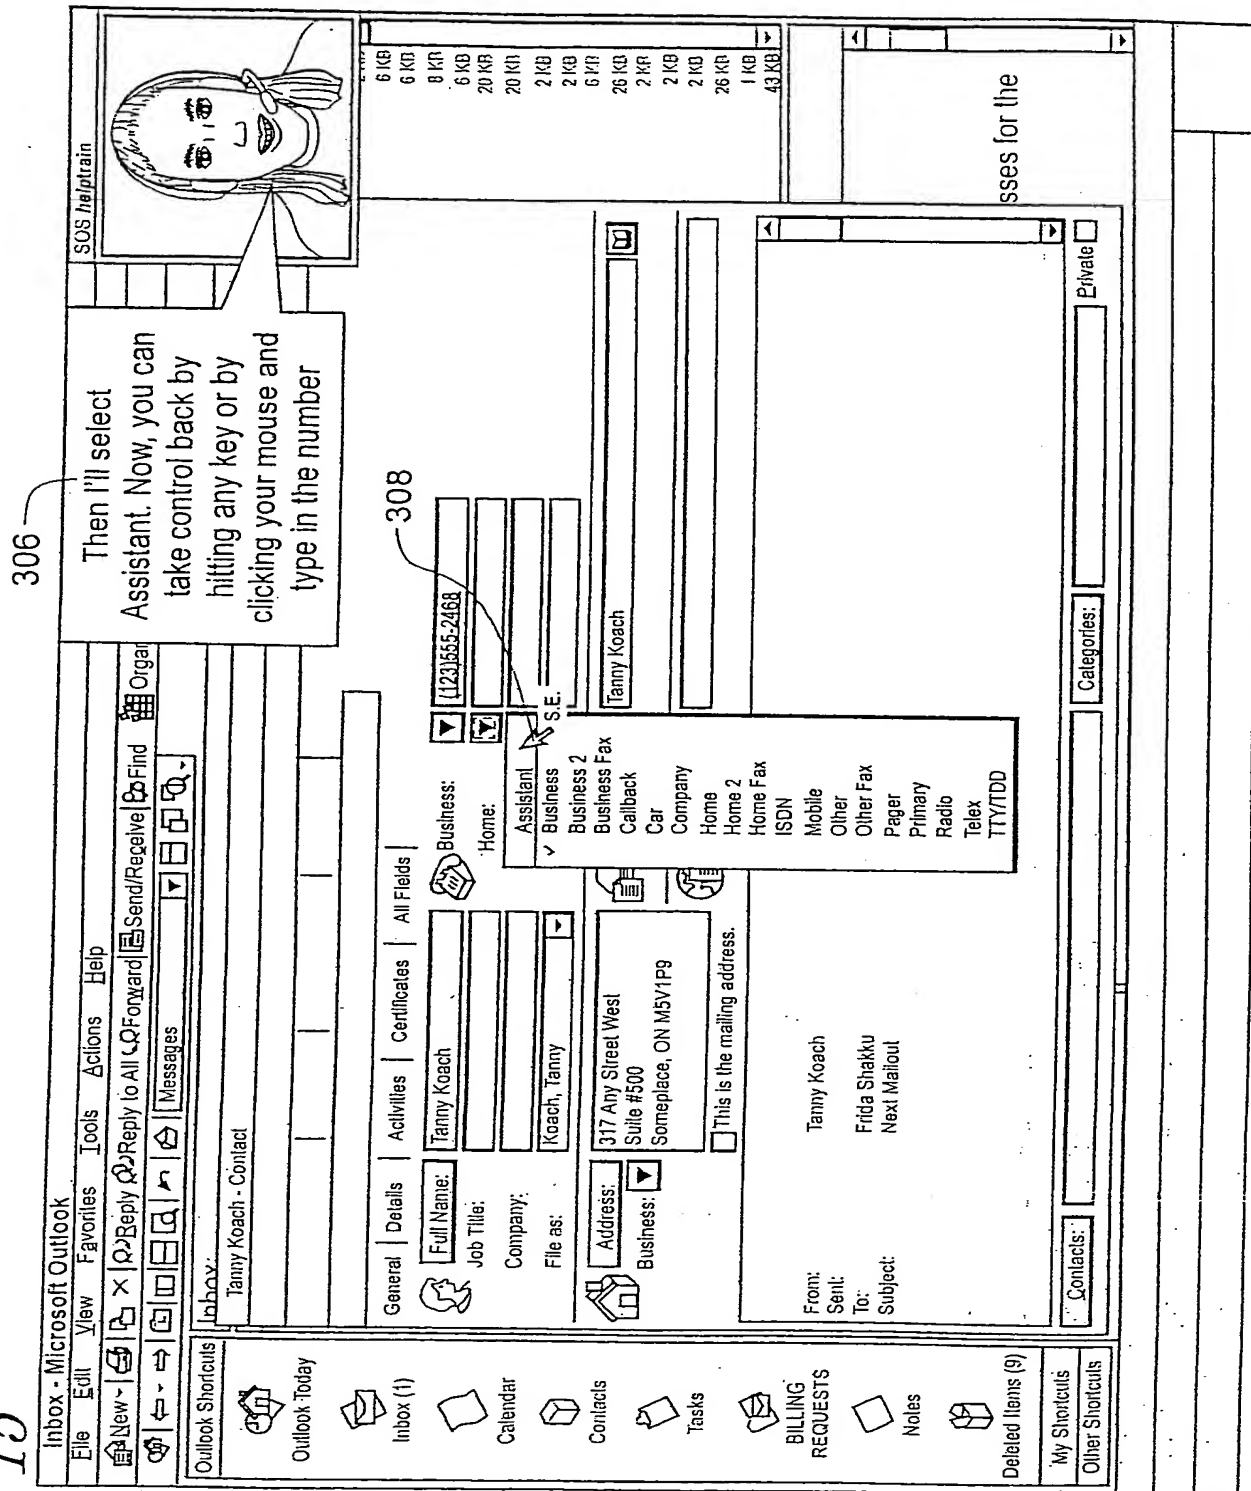 15
306
Inbox - Microsoft Outlook
File Edit View Favorites Tools Actions Help
New Reply Reply to All Forward Send/Receive Find Organ
Messages
SOS helptrain
Then I'll select
Assistant. Now, you can
take control back by
hitting any key or by
clicking your mouse and
type in the number
Outlook Shortcuts
Outlook Today
Inbox (1)
Calendar
Contacts
Tasks
BILLING
REQUESTS
Notes
Deleted Items (9)
My Shortcuts
Other Shortcuts
Inbox.
Tanny Koach - Contact
General Details Activities Certificates All Fields
Full Name: Tanny Koach
Job Title:
Company:
File as: Koach, Tanny
Business: (123)555-2468
Home:
308
Address: 317 Any Street West
Suite #500
Someplace, ON M5V1P9
Business:
This is the mailing address.
Assistant
S.E.
✓ Business
Business 2
Business Fax
Callback
Car
Company
Home
Home 2
Home Fax
ISDN
Mobile
Other
Other Fax
Pager
Primary
Radio
Telex
TTY/TDD
Tanny Koach
From: Tanny Koach
Sent:
To: Frida Shakku
Subject: Next Mailout
Contacts: Categories: Private
6 KB
6 KB
8 KB
6 KB
20 KB
20 KB
2 KB
2 KB
6 KB
26 KB
2 KB
2 KB
2 KB
26 KB
1 KB
43 KB
sses for the